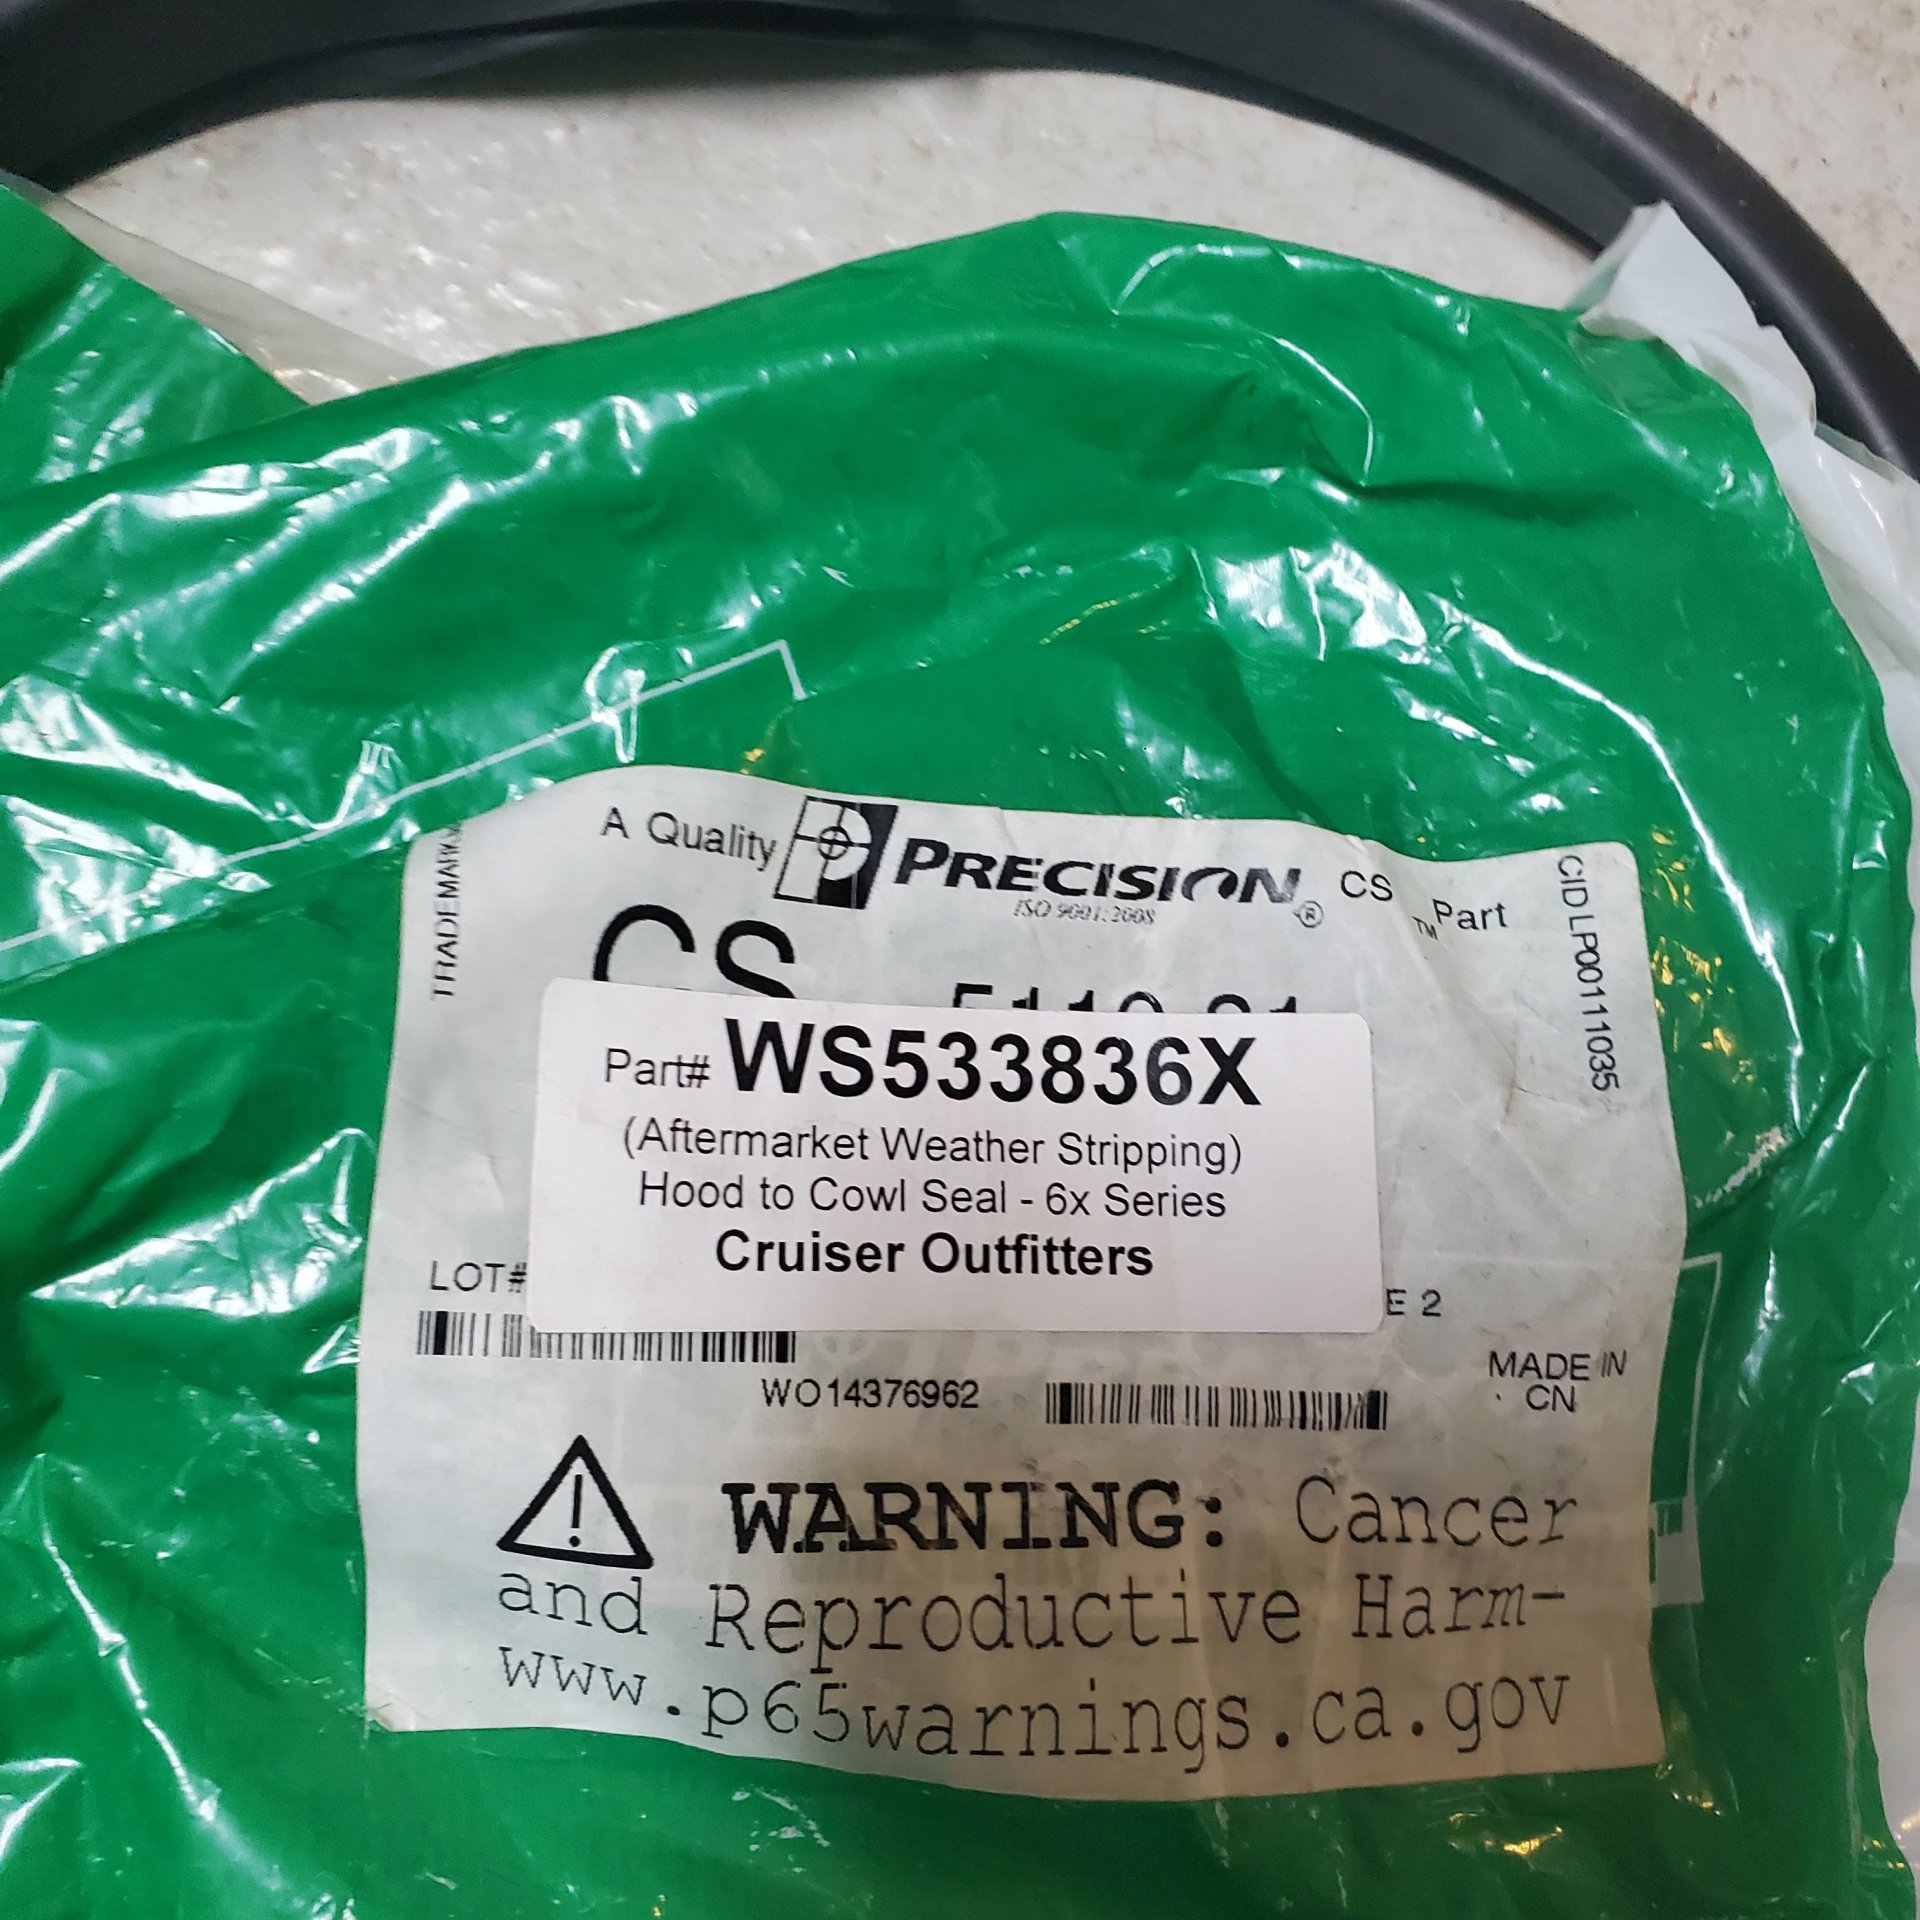 A Quality PRECISION® CS™ Part
ISO 9001:2008
TRADEMARK
CS
CID LP00111035
Part# WS533836X
(Aftermarket Weather Stripping)
Hood to Cowl Seal - 6x Series
Cruiser Outfitters
LOT#
E 2
MADE IN
CN
WO14376962
WARNING: Cancer
and Reproductive Harm-
www.p65warnings.ca.gov